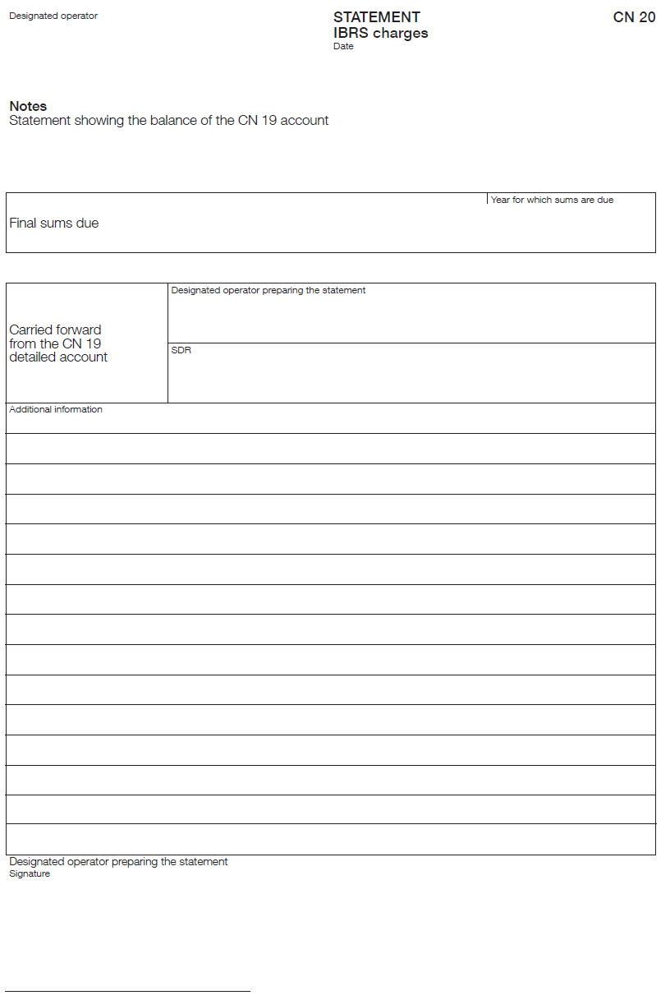 Designated operator
STATEMENT
IBRS charges
Date
CN 20
Notes
Statement showing the balance of the CN 19 account
Final sums due
Year for which sums are due
Carried forward
from the CN 19
detailed account
Designated operator preparing the statement
SDR
Additional information
Designated operator preparing the statement
Signature